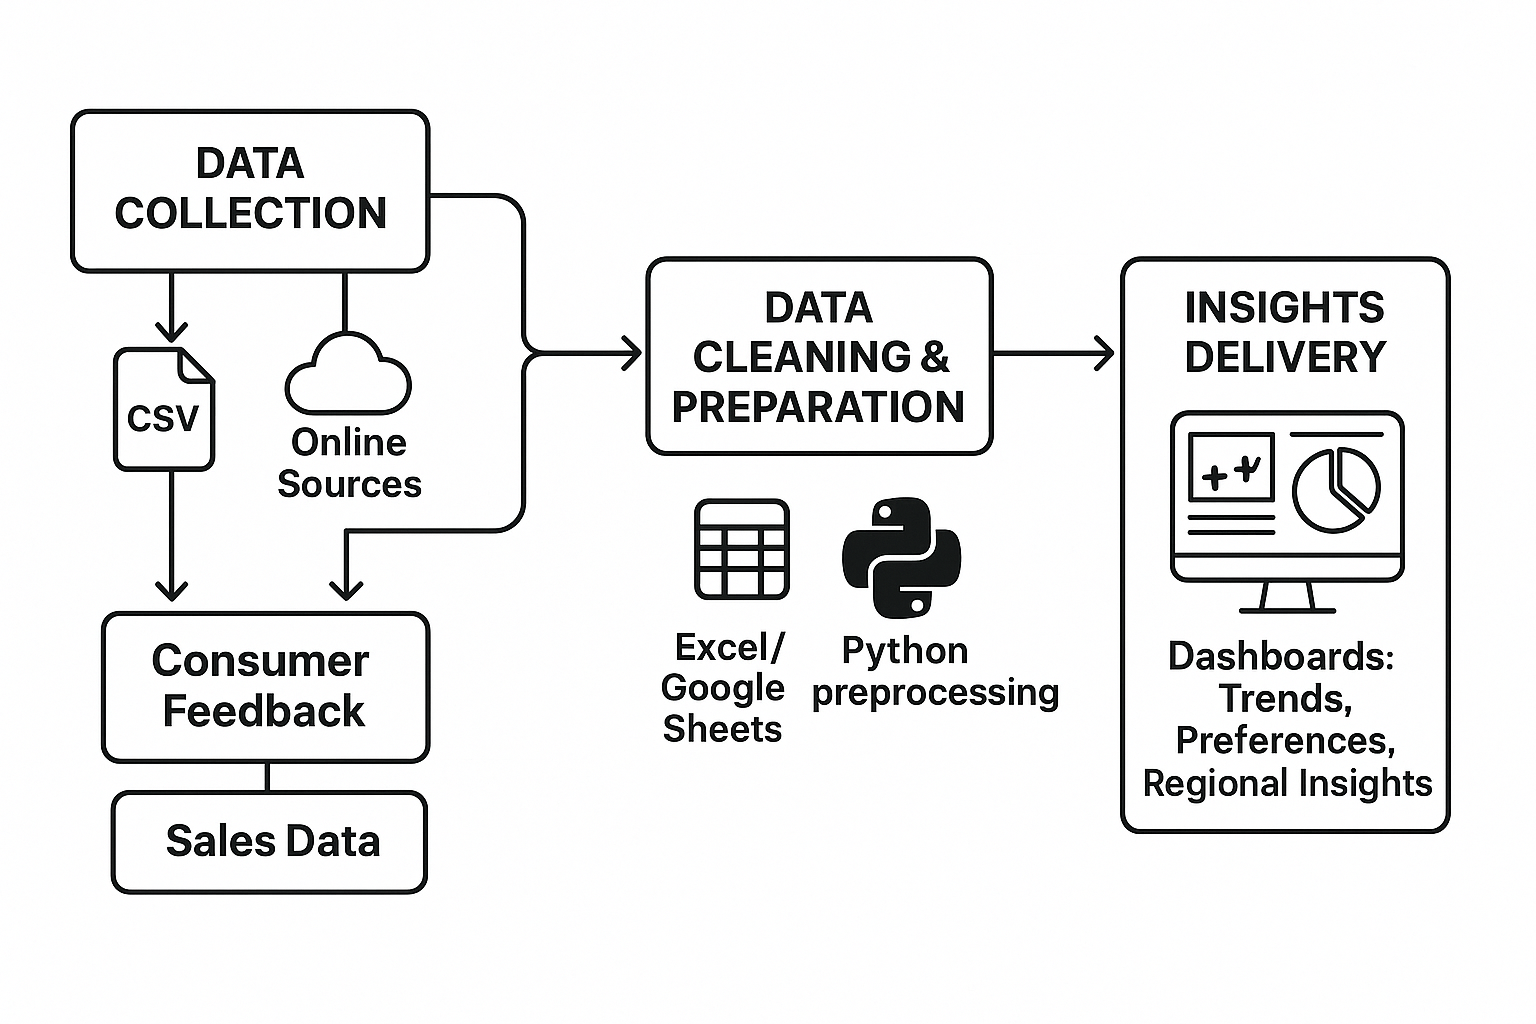 DATA
COLLECTION
CSV
Online
Sources
Consumer
Feedback
Sales Data
DATA
CLEANING &
PREPARATION
Excel/
Google
Sheets
Python
preprocessing
INSIGHTS
DELIVERY
Dashboards:
Trends,
Preferences,
Regional Insights